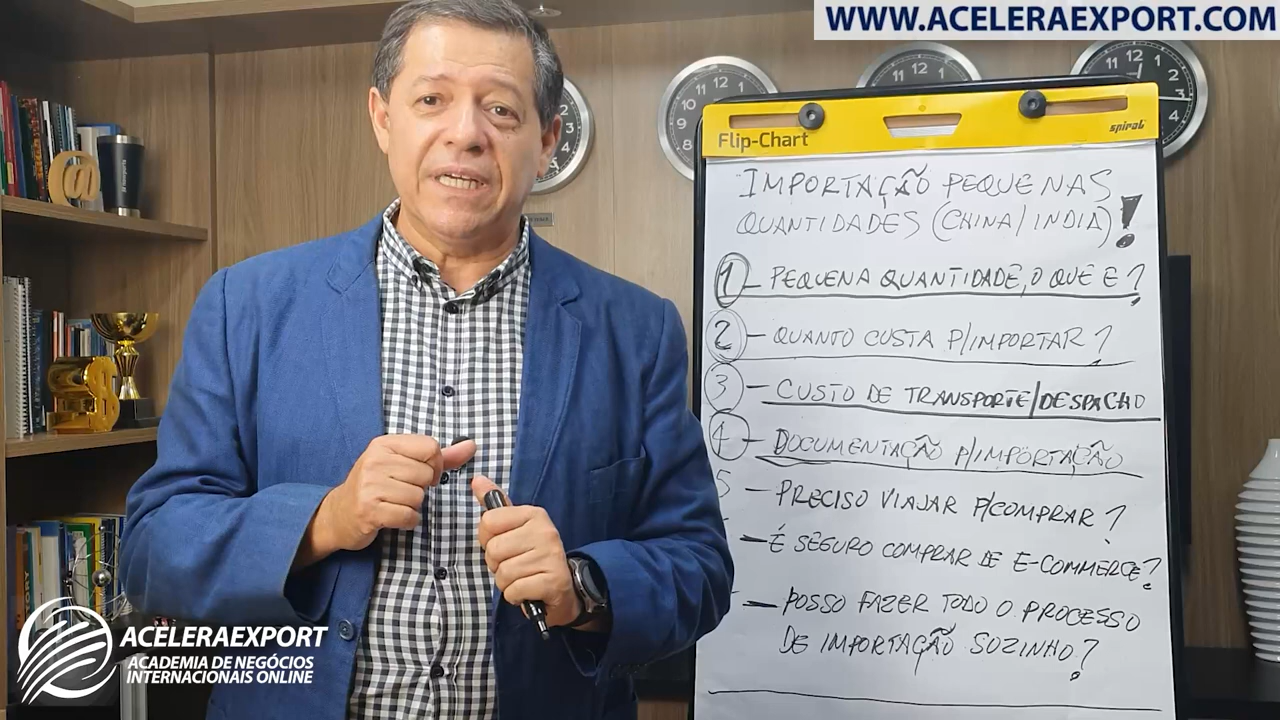 WWW.ACELERAEXPORT.COM
Flip-Chart
spiral
IMPORTAÇÃO PEQUENAS
QUANTIDADES (CHINA/INDIA)!
1 - PEQUENA QUANTIDADE, O QUE E?
2 - QUANTO CUSTA P/IMPORTAR?
3 - CUSTO DE TRANSPORTE/DESPACHO
4 - DOCUMENTAÇÃO P/IMPORTAÇÃO
5 - PRECISO VIAJAR P/COMPRAR?
- É SEGURO COMPRAR DE E-COMMERCE?
- POSSO FAZER TODO O PROCESSO
DE IMPORTAÇÃO SOZINHO?
ACELERAEXPORT
ACADEMIA DE NEGÓCIOS
INTERNACIONAIS ONLINE